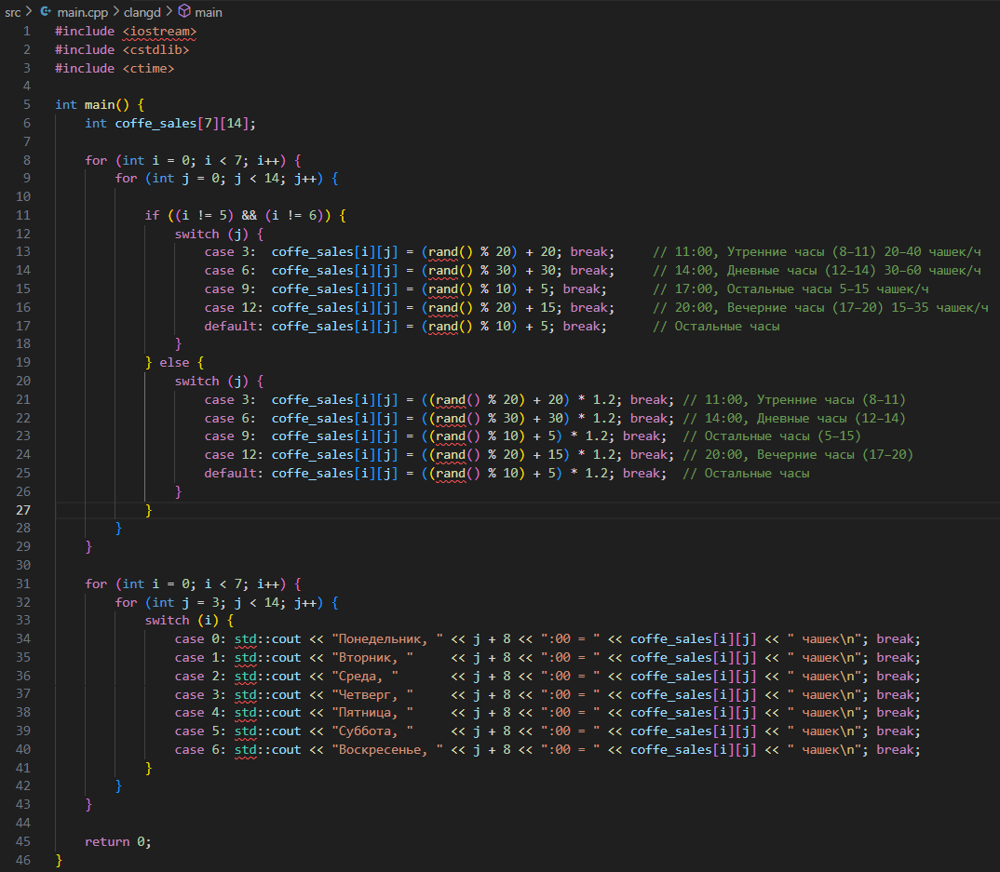 src > main.cpp > clangd > main
1 #include <iostream>
2 #include <cstdlib>
3 #include <ctime>
4
5 int main() {
6     int coffe_sales[7][14];
7
8     for (int i = 0; i < 7; i++) {
9         for (int j = 0; j < 14; j++) {
10
11             if ((i != 5) && (i != 6)) {
12                 switch (j) {
13                     case 3:  coffe_sales[i][j] = (rand() % 20) + 20; break;     // 11:00, Утренние часы (8–11) 20–40 чашек/ч
14                     case 6:  coffe_sales[i][j] = (rand() % 30) + 30; break;     // 14:00, Дневные часы (12–14) 30–60 чашек/ч
15                     case 9:  coffe_sales[i][j] = (rand() % 10) + 5; break;      // 17:00, Остальные часы 5–15 чашек/ч
16                     case 12: coffe_sales[i][j] = (rand() % 20) + 15; break;     // 20:00, Вечерние часы (17–20) 15–35 чашек/ч
17                     default: coffe_sales[i][j] = (rand() % 10) + 5; break;      // Остальные часы
18                 }
19             } else {
20                 switch (j) {
21                     case 3:  coffe_sales[i][j] = ((rand() % 20) + 20) * 1.2; break; // 11:00, Утренние часы (8–11)
22                     case 6:  coffe_sales[i][j] = ((rand() % 30) + 30) * 1.2; break; // 14:00, Дневные часы (12–14)
23                     case 9:  coffe_sales[i][j] = ((rand() % 10) + 5) * 1.2; break;  // Остальные часы (5–15)
24                     case 12: coffe_sales[i][j] = ((rand() % 20) + 15) * 1.2; break; // 20:00, Вечерние часы (17–20)
25                     default: coffe_sales[i][j] = ((rand() % 10) + 5) * 1.2; break;  // Остальные часы
26                 }
27             }
28         }
29     }
30
31     for (int i = 0; i < 7; i++) {
32         for (int j = 3; j < 14; j++) {
33             switch (i) {
34                 case 0: std::cout << "Понедельник, " << j + 8 << ":00 = " << coffe_sales[i][j] << " чашек\n"; break;
35                 case 1: std::cout << "Вторник, "     << j + 8 << ":00 = " << coffe_sales[i][j] << " чашек\n"; break;
36                 case 2: std::cout << "Среда, "       << j + 8 << ":00 = " << coffe_sales[i][j] << " чашек\n"; break;
37                 case 3: std::cout << "Четверг, "     << j + 8 << ":00 = " << coffe_sales[i][j] << " чашек\n"; break;
38                 case 4: std::cout << "Пятница, "     << j + 8 << ":00 = " << coffe_sales[i][j] << " чашек\n"; break;
39                 case 5: std::cout << "Суббота, "     << j + 8 << ":00 = " << coffe_sales[i][j] << " чашек\n"; break;
40                 case 6: std::cout << "Воскресенье, " << j + 8 << ":00 = " << coffe_sales[i][j] << " чашек\n"; break;
41             }
42         }
43     }
44
45     return 0;
46 }